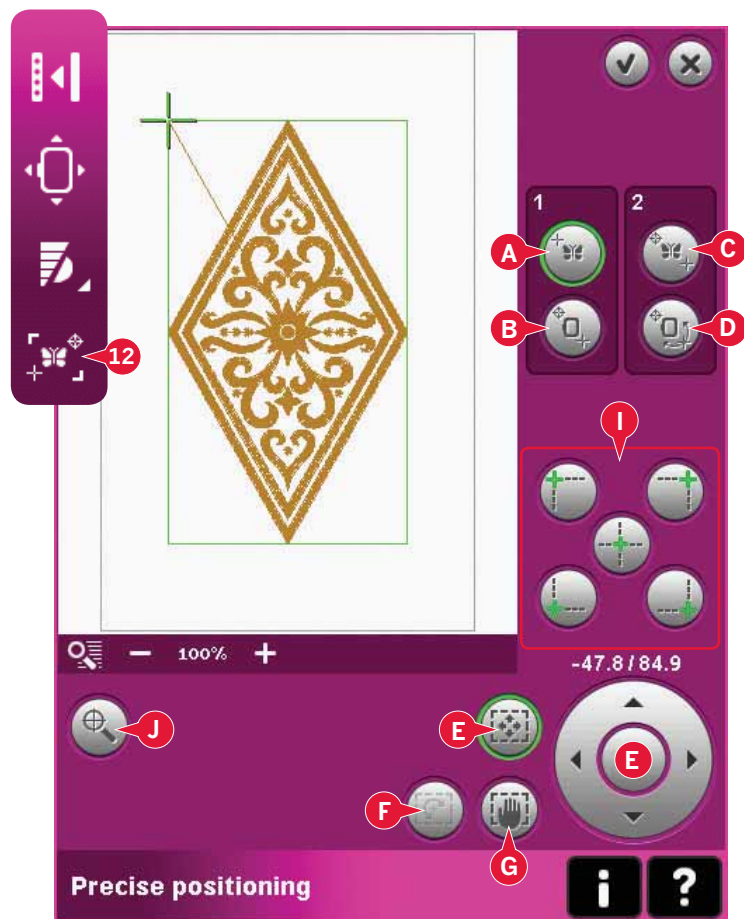 1 2
A C
B D
12
I
100%
-47.8/84.9
J E E
F G
Precise positioning i ?